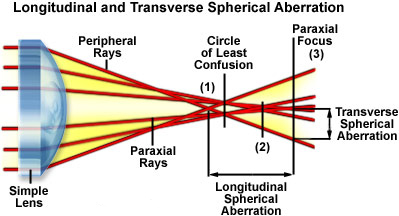 Longitudinal and Transverse Spherical Aberration
Peripheral
Rays
Circle
of Least
Confusion
Paraxial
Focus
(3)
(1)
(2)
Transverse
Spherical
Aberration
Paraxial
Rays
Simple
Lens
Longitudinal
Spherical
Aberration